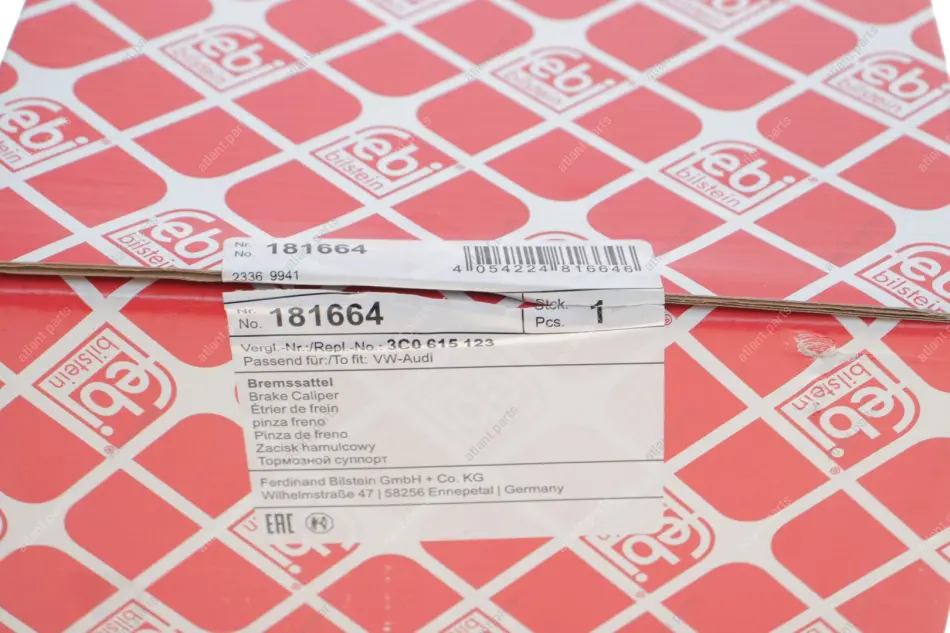 febi
bilstein
Nr.
No. 181664
4 054224 816646
2336 9941
Nr.
No. 181664
Stck.
Pcs. 1
Vergl.-Nr.:/Repl.-No.: 3C0 615 123
Passend für:/To fit: VW-Audi
Bremssattel
Brake Caliper
Étrier de frein
pinza freno
Pinza de freno
Zacisk hamulcowy
Тормозной суппорт
Ferdinand Bilstein GmbH + Co. KG
Wilhelmstraße 47 | 58256 Ennepetal | Germany
EAC
atlant.parts